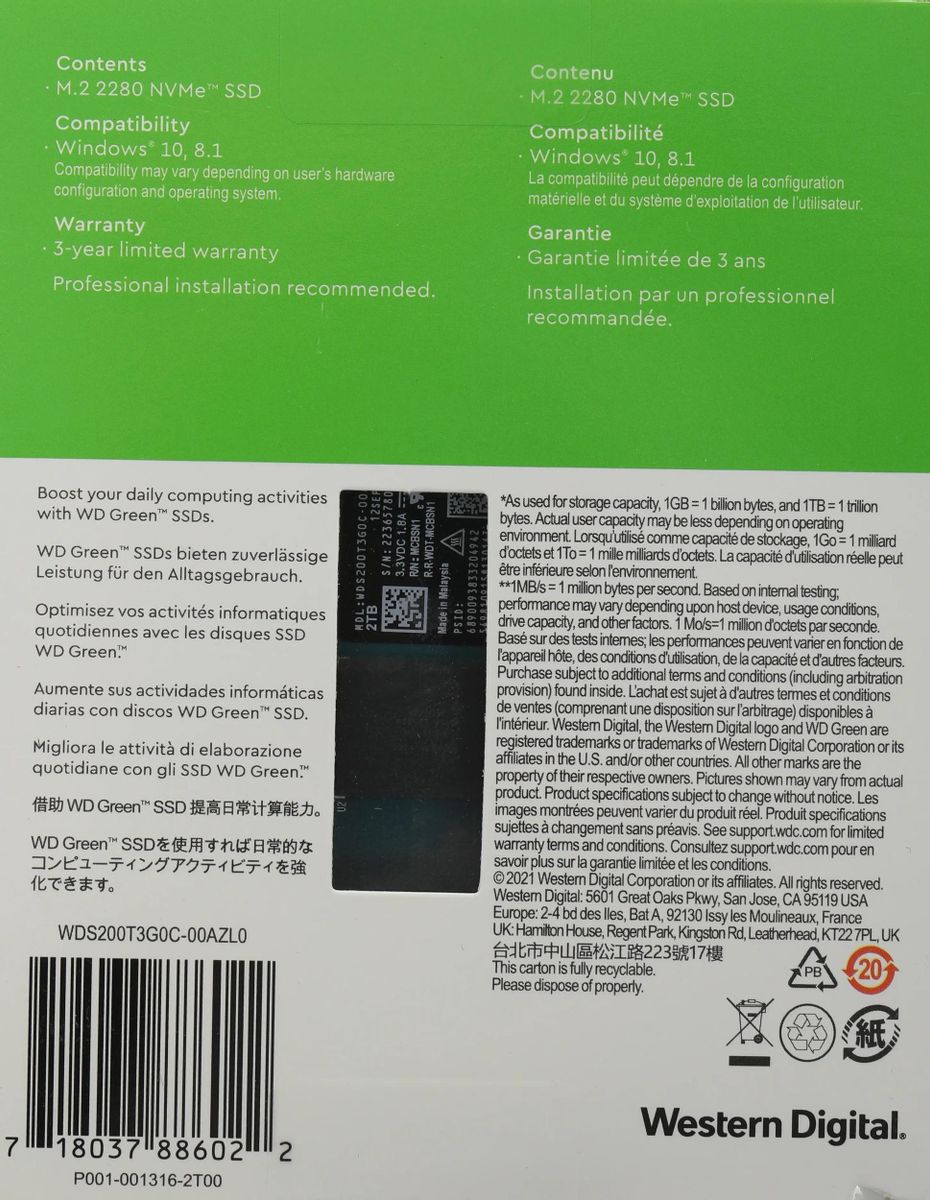 Contents
· M.2 2280 NVMe™ SSD
Compatibility
· Windows® 10, 8.1
Compatibility may vary depending on user's hardware
configuration and operating system.
Warranty
· 3-year limited warranty
Professional installation recommended.
Contenu
· M.2 2280 NVMe™ SSD
Compatibilité
· Windows® 10, 8.1
La compatibilité peut dépendre de la configuration
matérielle et du système d'exploitation de l'utilisateur.
Garantie
· Garantie limitée de 3 ans
Installation par un professionnel
recommandée.
Boost your daily computing activities
with WD Green™ SSDs.
WD Green™ SSDs bieten zuverlässige
Leistung für den Alltagsgebrauch.
Optimisez vos activités informatiques
quotidiennes avec les disques SSD
WD Green.™
Aumente sus actividades informáticas
diarias con discos WD Green™ SSD.
Migliora le attività di elaborazione
quotidiane con gli SSD WD Green.™
借助 WD Green™ SSD 提高日常计算能力。
WD Green™ SSDを使用すれば日常的な
コンピューティングアクティビティを強
化できます。
MDL:WDS200T3G0C-00
2TB
12SEP
S/N: 22365780
3.3VDC 1.8A
R/N: MCBSN1
R-R-WDT-MCBSN1
Made in Malaysia
PSID:
68900938332O4942
U2
*As used for storage capacity, 1GB = 1 billion bytes, and 1TB = 1 trillion
bytes. Actual user capacity may be less depending on operating
environment. Lorsqu'utilisé comme capacité de stockage, 1Go = 1 milliard
d'octets et 1To = 1 mille milliards d'octets. La capacité d'utilisation réelle peut
être inférieure selon l'environnement.
**1MB/s = 1 million bytes per second. Based on internal testing;
performance may vary depending upon host device, usage conditions,
drive capacity, and other factors. 1 Mo/s=1 million d'octets par seconde.
Basé sur des tests internes; les performances peuvent varier en fonction de
l'appareil hôte, des conditions d'utilisation, de la capacité et d'autres facteurs.
Purchase subject to additional terms and conditions (including arbitration
provision) found inside. L'achat est sujet à d'autres termes et conditions
de ventes (comprenant une disposition sur l'arbitrage) disponibles à
l'intérieur. Western Digital, the Western Digital logo and WD Green are
registered trademarks or trademarks of Western Digital Corporation or its
affiliates in the U.S. and/or other countries. All other marks are the
property of their respective owners. Pictures shown may vary from actual
product. Product specifications subject to change without notice. Les
images montrées peuvent varier du produit réel. Produit specifications
sujettes à changement sans préavis. See support.wdc.com for limited
warranty terms and conditions. Consultez support.wdc.com pour en
savoir plus sur la garantie limitée et les conditions.
© 2021 Western Digital Corporation or its affiliates. All rights reserved.
Western Digital: 5601 Great Oaks Pkwy, San Jose, CA 95119 USA
Europe: 2-4 bd des Iles, Bat A, 92130 Issy les Moulineaux, France
UK: Hamilton House, Regent Park, Kingston Rd, Leatherhead, KT22 7PL, UK
台北市中山區松江路223號17樓
This carton is fully recyclable.
Please dispose of properly.
PB
20
紙
WDS200T3G0C-00AZL0
7 18037 88602 2
P001-001316-2T00
Western Digital®